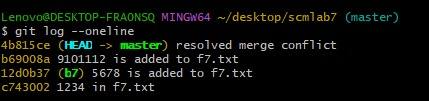 Lenovo@DESKTOP-FRAONSQ MINGW64 ~/desktop/scmlab7 (master)
$ git log --oneline
4b815ce (HEAD -> master) resolved merge conflict
b69008a 9101112 is added to f7.txt
12d0b37 (b7) 5678 is added to f7.txt
c743002 1234 in f7.txt